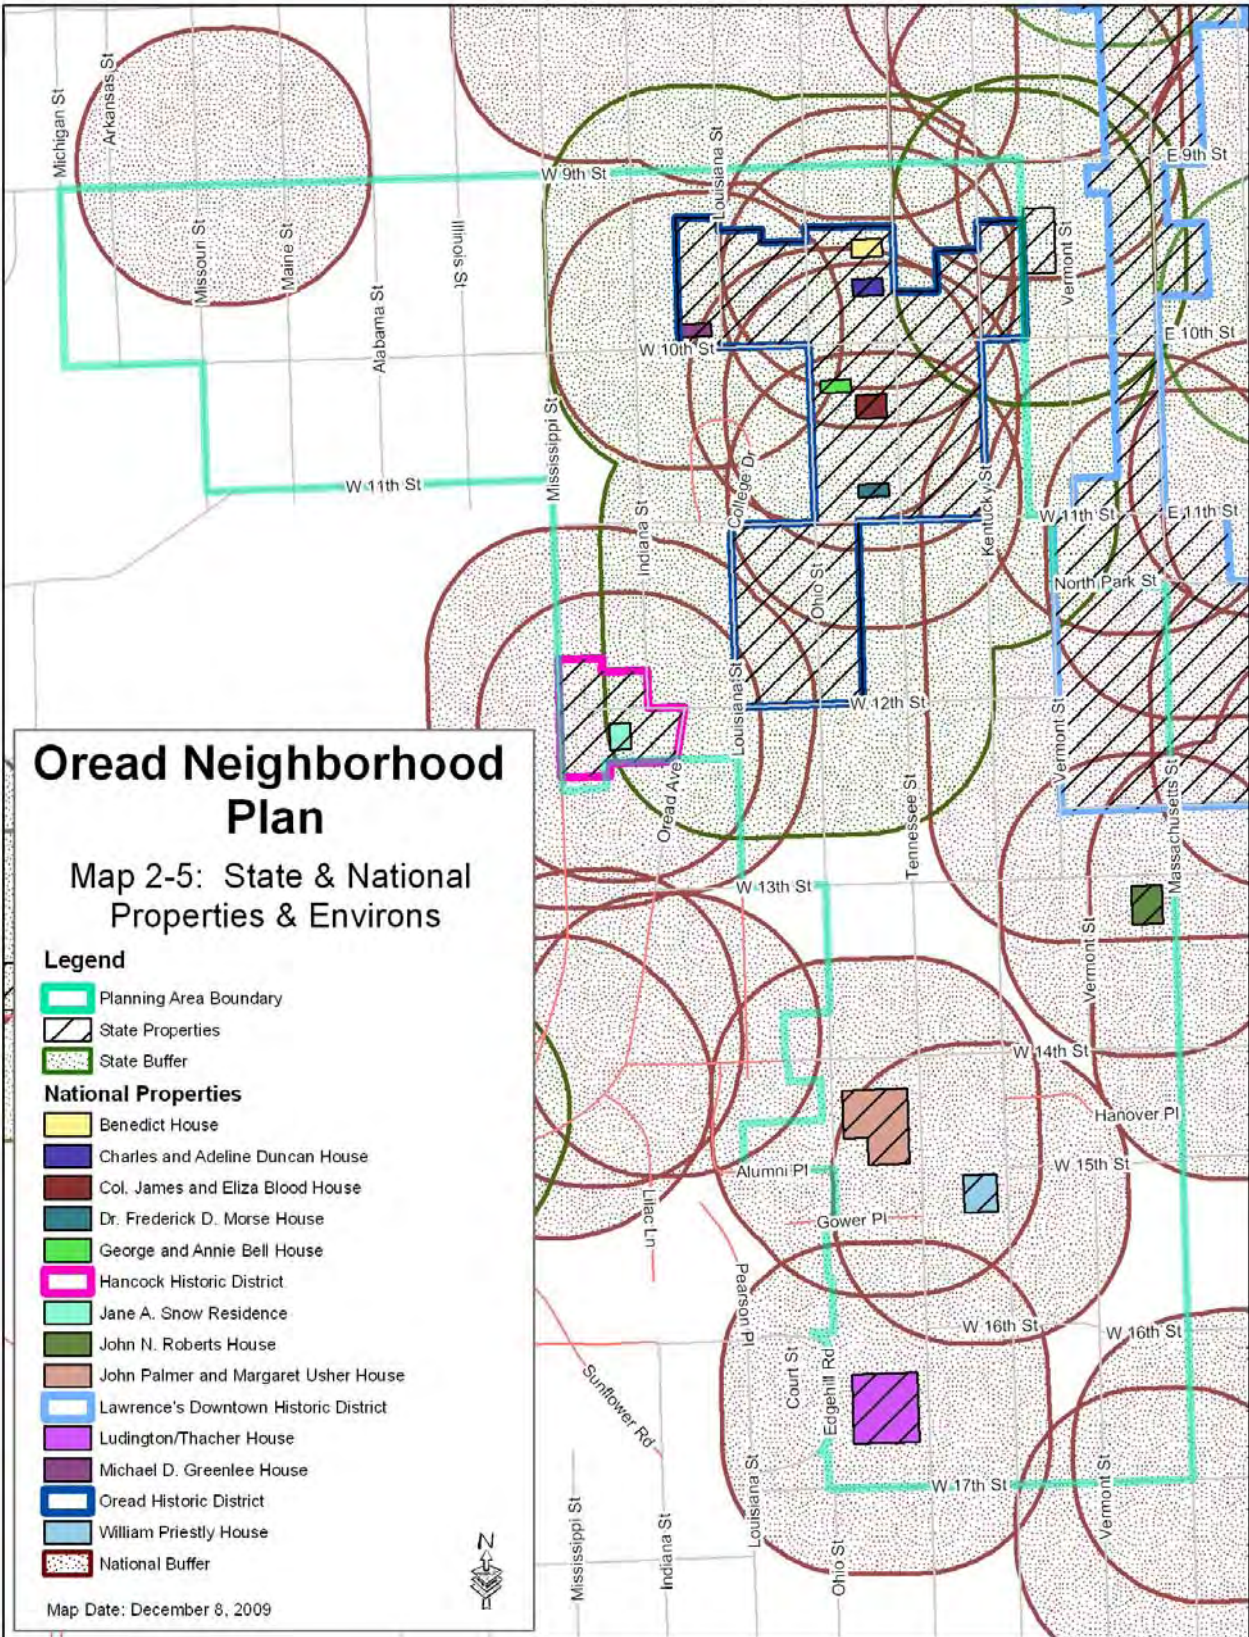 Michigan St
Arkansas St
Missouri St
Maine St
Alabama St
Illinois St
W 9th St
Louisiana St
Vermont St
E 9th St
E 10th St
W 10th St
Mississippi St
W 11th St
Indiana St
College Dr
Ohio St
Kentucky St
W 11th St
E 11th St
North Park St
Louisiana St
W 12th St
Vermont St
Oread Ave
Tennessee St
Massachusetts St
W 13th St
Vermont St
W 14th St
Hanover Pl
Alumni Pl
W 15th St
Lilac Ln
Gower Pl
Pearson Pl
W 16th St
W 16th St
Court St
Edgehill Rd
Sunflower Rd
W 17th St
Louisiana St
Vermont St
Mississippi St
Indiana St
Ohio St
Oread Neighborhood
Plan
Map 2-5: State & National
Properties & Environs
Legend
Planning Area Boundary
State Properties
State Buffer
National Properties
Benedict House
Charles and Adeline Duncan House
Col. James and Eliza Blood House
Dr. Frederick D. Morse House
George and Annie Bell House
Hancock Historic District
Jane A. Snow Residence
John N. Roberts House
John Palmer and Margaret Usher House
Lawrence's Downtown Historic District
Ludington/Thacher House
Michael D. Greenlee House
Oread Historic District
William Priestly House
National Buffer
N
Map Date: December 8, 2009